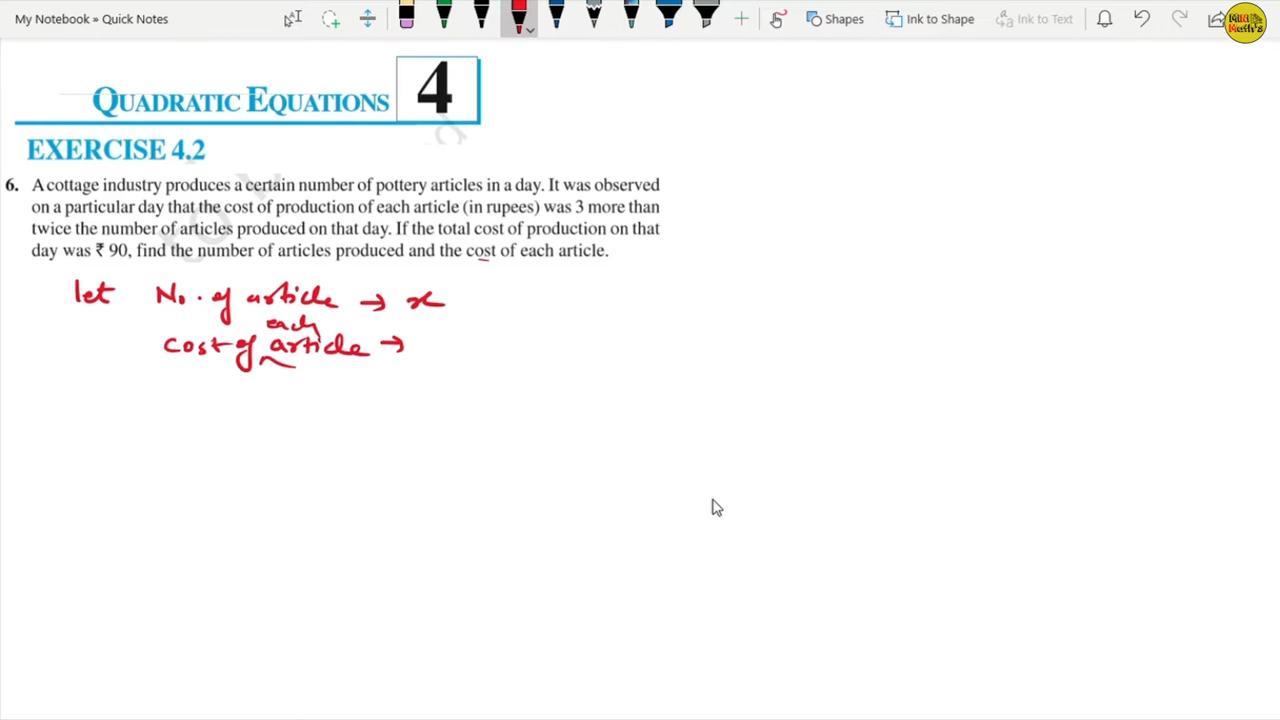 My Notebook » Quick Notes
Shapes
Ink to Shape
Ink to Text
QUADRATIC EQUATIONS 4
EXERCISE 4.2
6. A cottage industry produces a certain number of pottery articles in a day. It was observed
on a particular day that the cost of production of each article (in rupees) was 3 more than
twice the number of articles produced on that day. If the total cost of production on that
day was ₹ 90, find the number of articles produced and the cost of each article.
let No. of article → x
each
cost of article →